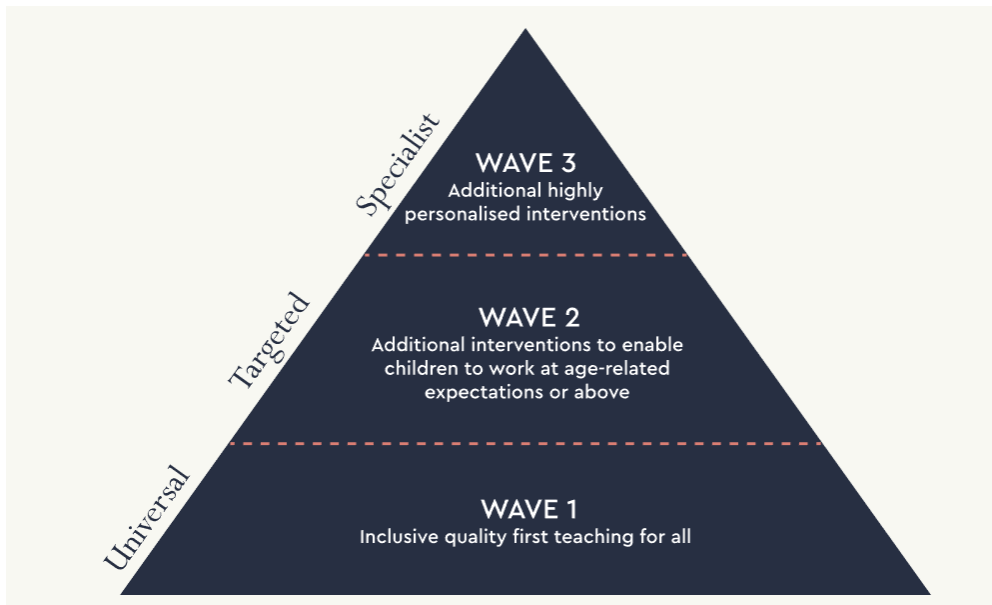 Specialist
WAVE 3
Additional highly
personalised interventions
Targeted
WAVE 2
Additional interventions to enable
children to work at age-related
expectations or above
Universal
WAVE 1
Inclusive quality first teaching for all